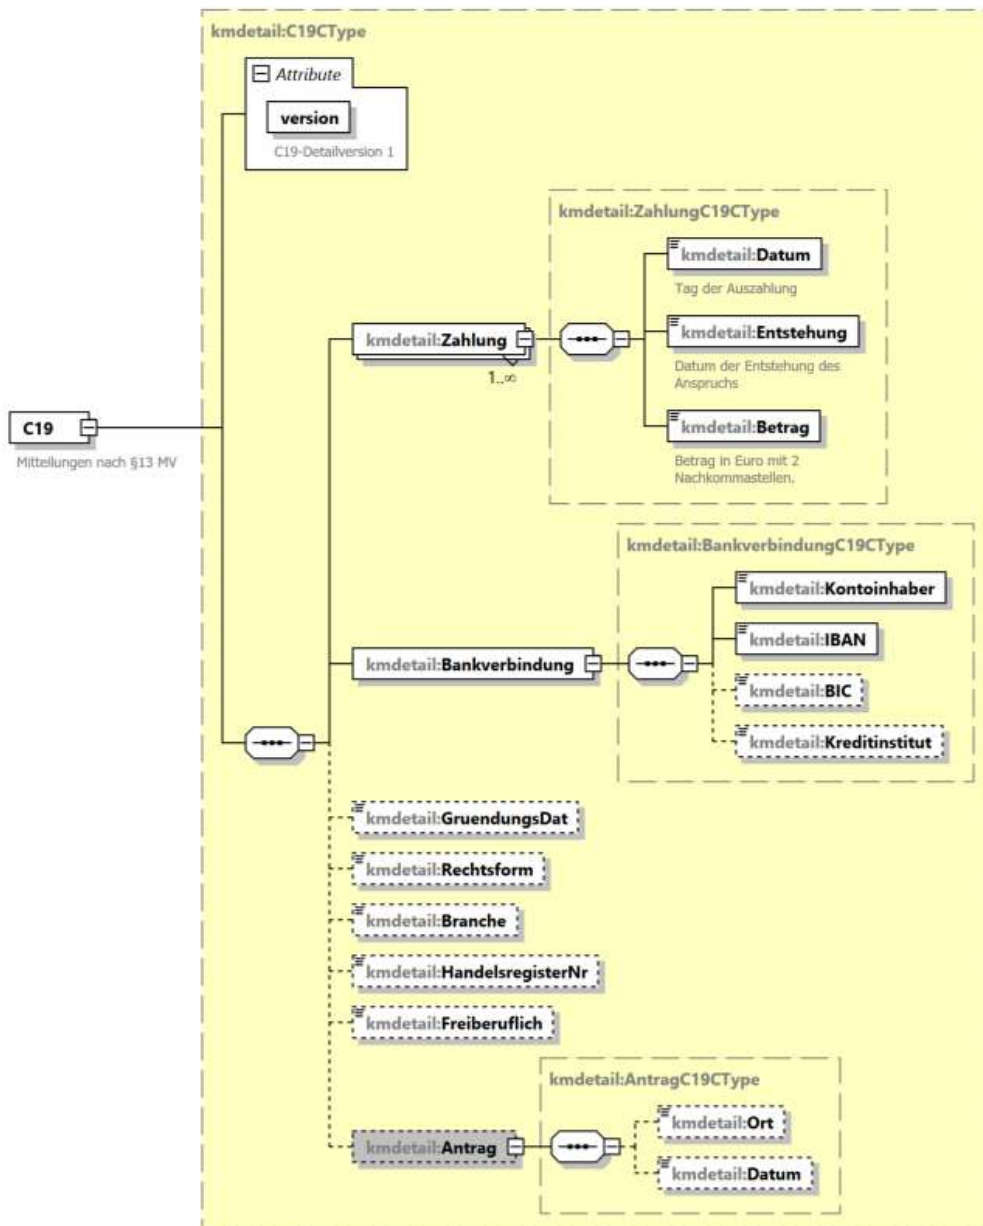 kmdetail:C19CType
Attribute
version
C19-Detailversion 1
kmdetail:ZahlungC19CType
kmdetail:Datum
Tag der Auszahlung
kmdetail:Zahlung
1..∞
kmdetail:Entstehung
Datum der Entstehung des
Anspruchs
kmdetail:Betrag
Betrag in Euro mit 2
Nachkommastellen.
C19
Mitteilungen nach §13 MV
kmdetail:BankverbindungC19CType
kmdetail:Kontoinhaber
kmdetail:IBAN
kmdetail:Bankverbindung
kmdetail:BIC
kmdetail:Kreditinstitut
kmdetail:GruendungsDat
kmdetail:Rechtsform
kmdetail:Branche
kmdetail:HandelsregisterNr
kmdetail:Freiberuflich
kmdetail:AntragC19CType
kmdetail:Ort
kmdetail:Antrag
kmdetail:Datum